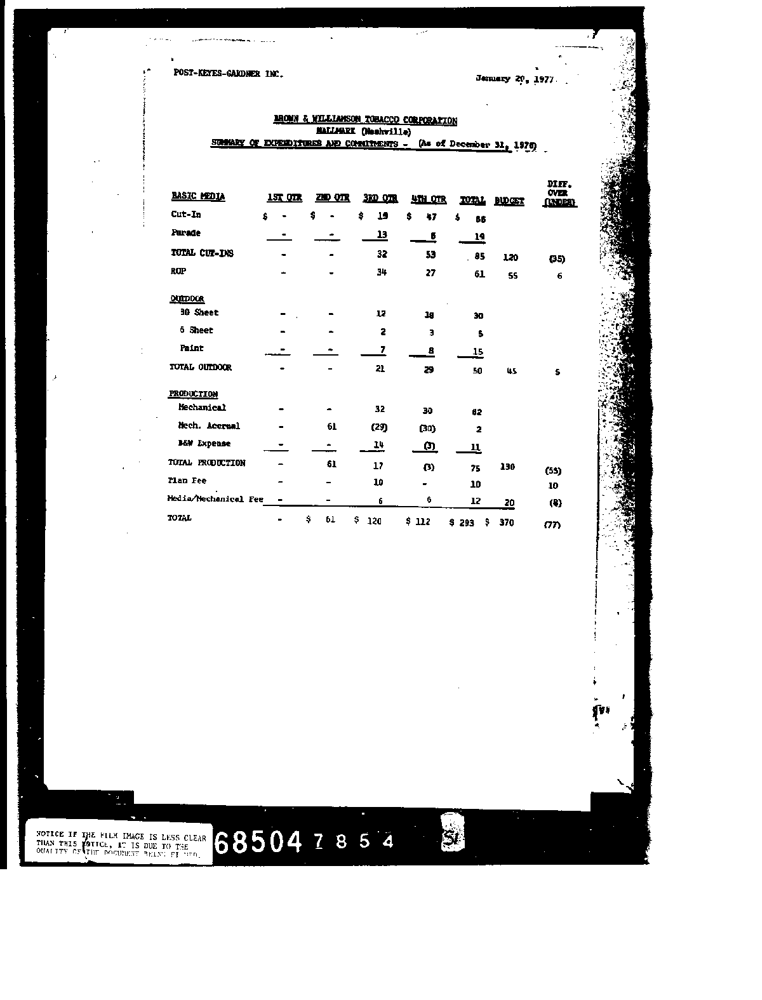 POST-KEYES-GARDNER INC.
January 20, 1977
BROWN & WILLIAMSON TOBACCO CORPORATION
HALLMARK (Nashville)
SUMMARY OF EXPENDITURES AND COMMITMENTS - (As of December 31, 1976)
DIFF.
OVER
BASIC MEDIA 1ST QTR 2ND QTR 3RD QTR 4TH QTR TOTAL BUDGET (UNDER)
Cut-In $ - $ - $ 19 $ 47 $ 66
Parade - - 13 6 19
TOTAL CUT-INS - - 32 53 85 120 (35)
ROP - - 34 27 61 55 6
OUTDOOR
30 Sheet - - 12 18 30
6 Sheet - - 2 3 5
Paint - - 7 8 15
TOTAL OUTDOOR - - 21 29 50 45 5
PRODUCTION
Mechanical - - 32 30 62
Mech. Accrual - 61 (29) (30) 2
B&W Expense - - 14 (3) 11
TOTAL PRODUCTION - 61 17 (3) 75 130 (55)
Plan Fee - - 10 - 10 10
Media/Mechanical Fee - - 6 6 12 20 (8)
TOTAL - $ 61 $ 120 $ 112 $ 293 $ 370 (77)
NOTICE IF THE FILM IMAGE IS LESS CLEAR
THAN THIS NOTICE, IT IS DUE TO THE
QUALITY OF THE DOCUMENT BEING FILMED.
68504 7854